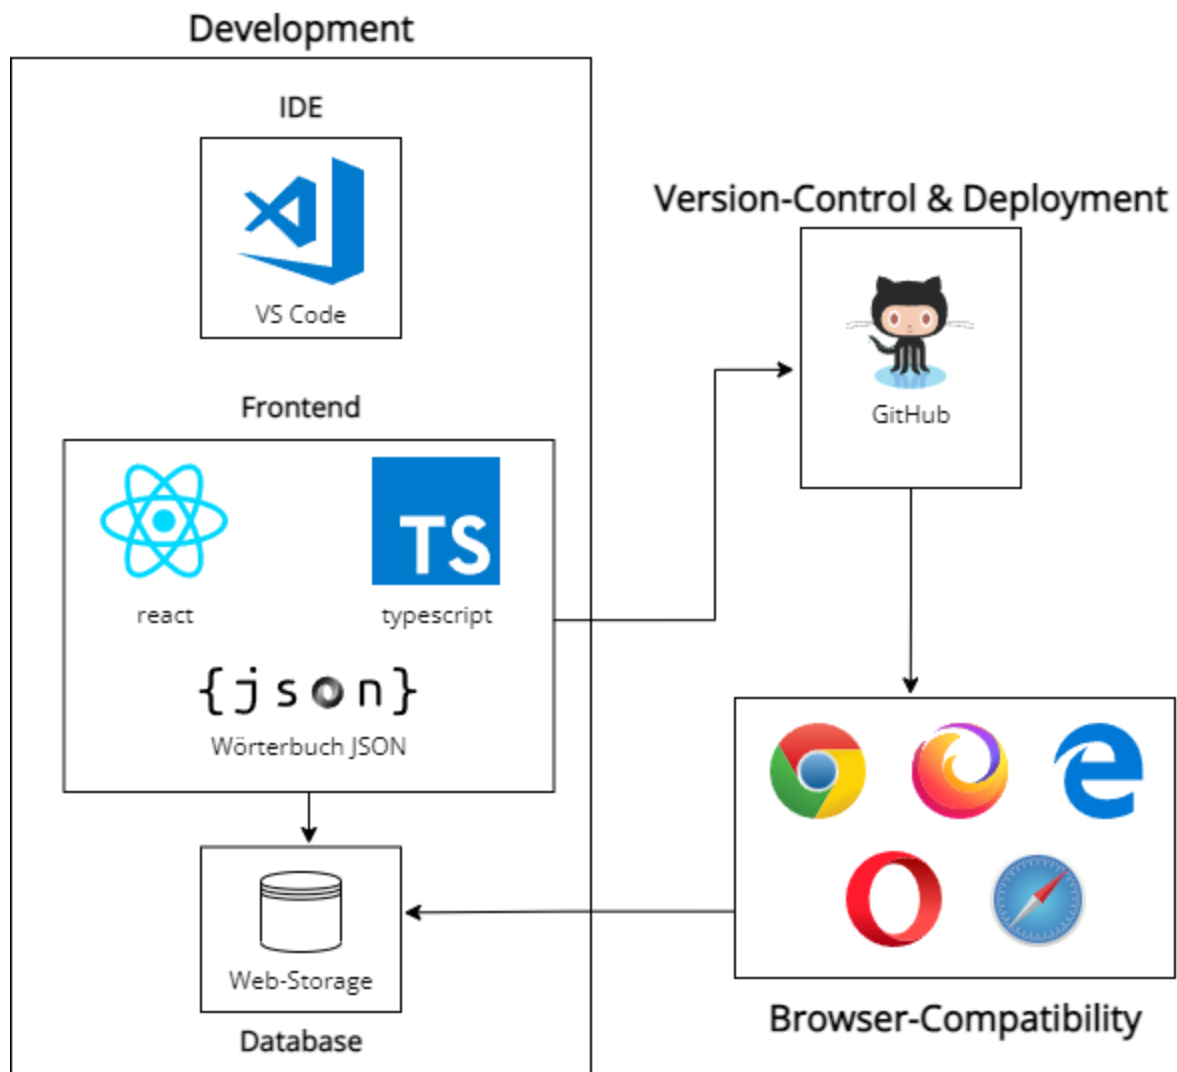 Development
IDE
VS Code
Version-Control & Deployment
GitHub
Frontend
TS
react
typescript
{json}
Wörterbuch JSON
Web-Storage
Database
Browser-Compatibility